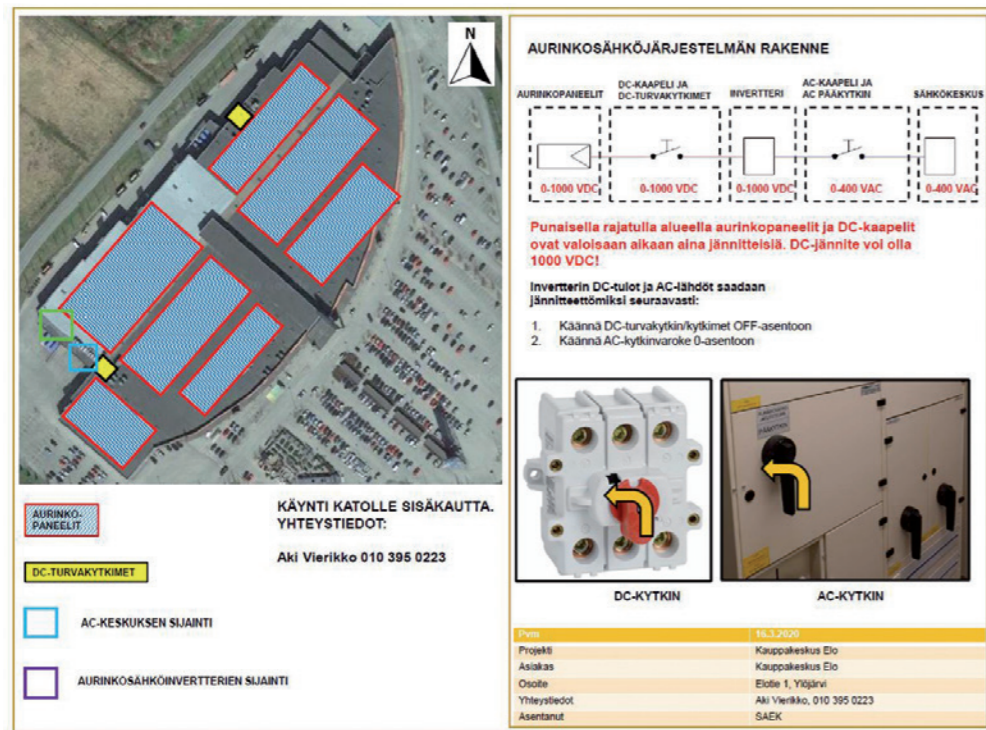 N
AURINKO-
PANEELIT
KÄYNTI KATOLLE SISÄKAUTTA.
YHTEYSTIEDOT:
Aki Vierikko 010 395 0223
DC-TURVAKYTKIMET
AC-KESKUKSEN SIJAINTI
AURINKOSÄHKÖINVERTTERIEN SIJAINTI
AURINKOSÄHKÖJÄRJESTELMÄN RAKENNE
AURINKOPANEELIT
DC-KAAPELI JA
DC-TURVAKYTKIMET
INVERTTERI
AC-KAAPELI JA
AC PÄÄKYTKIN
SÄHKÖKESKUS
0-1000 VDC
0-1000 VDC
0-1000 VDC
0-400 VAC
0-400 VAC
Punaisella rajatulla alueella aurinkopaneelit ja DC-kaapelit
ovat valoisaan aikaan aina jännitteisiä. DC-jännite voi olla
1000 VDC!
Invertterin DC-tulot ja AC-lähdöt saadaan
jännitteettömiksi seuraavasti:
1. Käännä DC-turvakytkin/kytkimet OFF-asentoon
2. Käännä AC-kytkinvaroke 0-asentoon
PÄÄKYTKIN
DC-KYTKIN
AC-KYTKIN
Pvm 16.3.2020
Projekti Kauppakeskus Elo
Asiakas Kauppakeskus Elo
Osoite Elotie 1, Ylöjärvi
Yhteystiedot Aki Vierikko, 010 395 0223
Asentanut SAEK